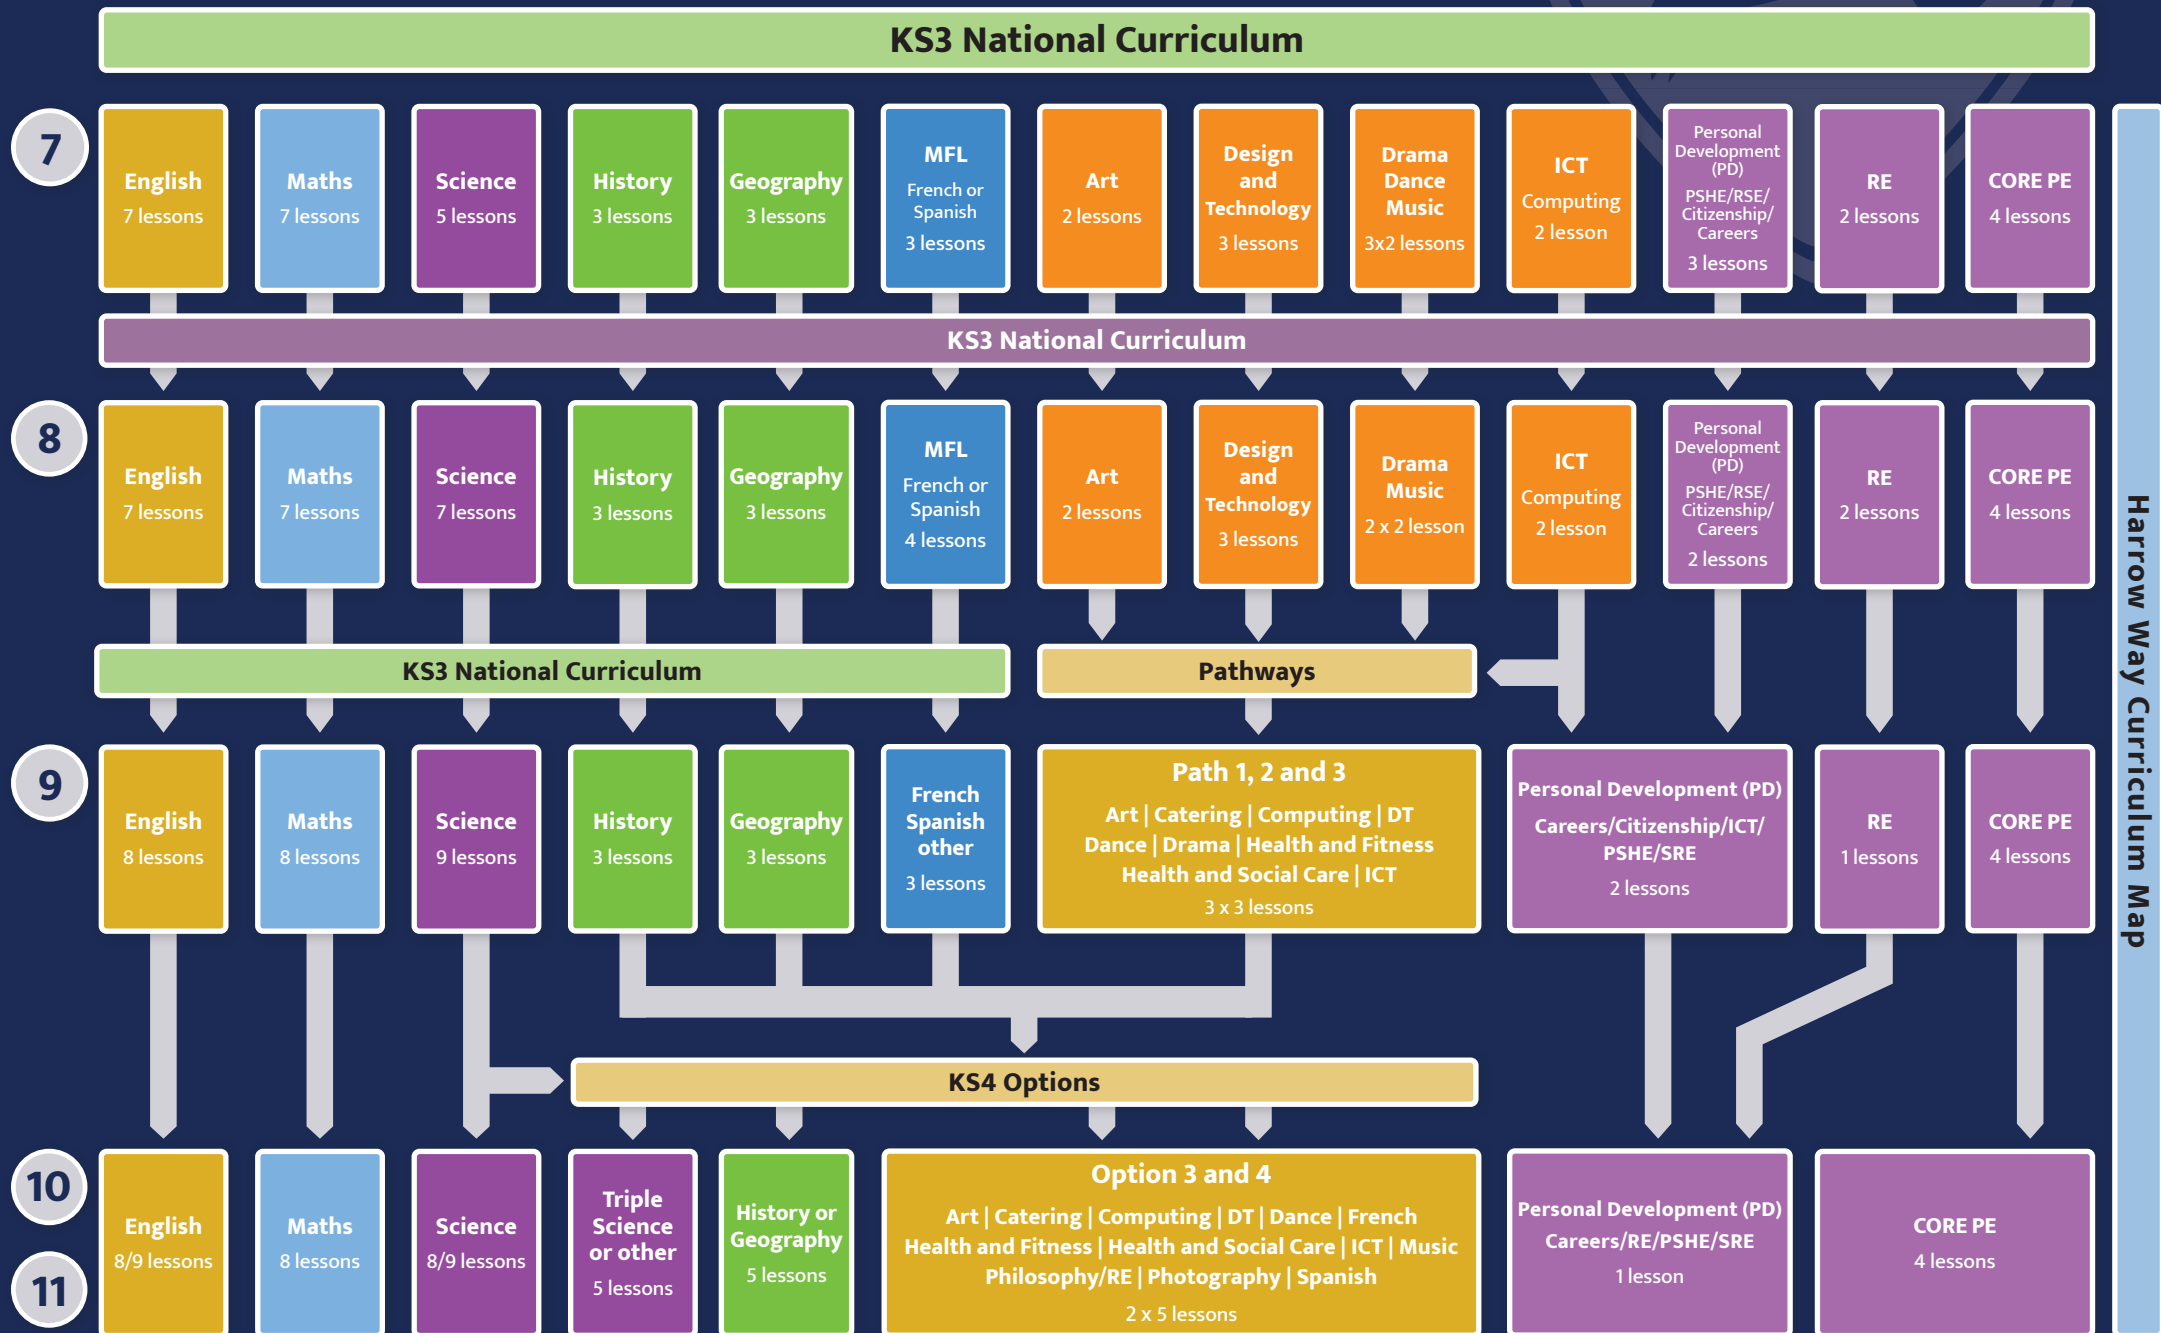 KS3 National Curriculum
7
English
7 lessons
Maths
7 lessons
Science
5 lessons
History
3 lessons
Geography
3 lessons
MFL
French or
Spanish
3 lessons
Art
2 lessons
Design
and
Technology
3 lessons
Drama
Dance
Music
3x2 lessons
ICT
Computing
2 lesson
Personal
Development
(PD)
PSHE/RSE/
Citizenship/
Careers
3 lessons
RE
2 lessons
CORE PE
4 lessons
KS3 National Curriculum
8
English
7 lessons
Maths
7 lessons
Science
7 lessons
History
3 lessons
Geography
3 lessons
MFL
French or
Spanish
4 lessons
Art
2 lessons
Design
and
Technology
3 lessons
Drama
Music
2 x 2 lesson
ICT
Computing
2 lesson
Personal
Development
(PD)
PSHE/RSE/
Citizenship/
Careers
2 lessons
RE
2 lessons
CORE PE
4 lessons
KS3 National Curriculum
Pathways
9
English
8 lessons
Maths
8 lessons
Science
9 lessons
History
3 lessons
Geography
3 lessons
French
Spanish
other
3 lessons
Path 1, 2 and 3
Art | Catering | Computing | DT
Dance | Drama | Health and Fitness
Health and Social Care | ICT
3 x 3 lessons
Personal Development (PD)
Careers/Citizenship/ICT/
PSHE/SRE
2 lessons
RE
1 lessons
CORE PE
4 lessons
KS4 Options
10
11
English
8/9 lessons
Maths
8 lessons
Science
8/9 lessons
Triple
Science
or other
5 lessons
History or
Geography
5 lessons
Option 3 and 4
Art | Catering | Computing | DT | Dance | French
Health and Fitness | Health and Social Care | ICT | Music
Philosophy/RE | Photography | Spanish
2 x 5 lessons
Personal Development (PD)
Careers/RE/PSHE/SRE
1 lesson
CORE PE
4 lessons
Harrow Way Curriculum Map